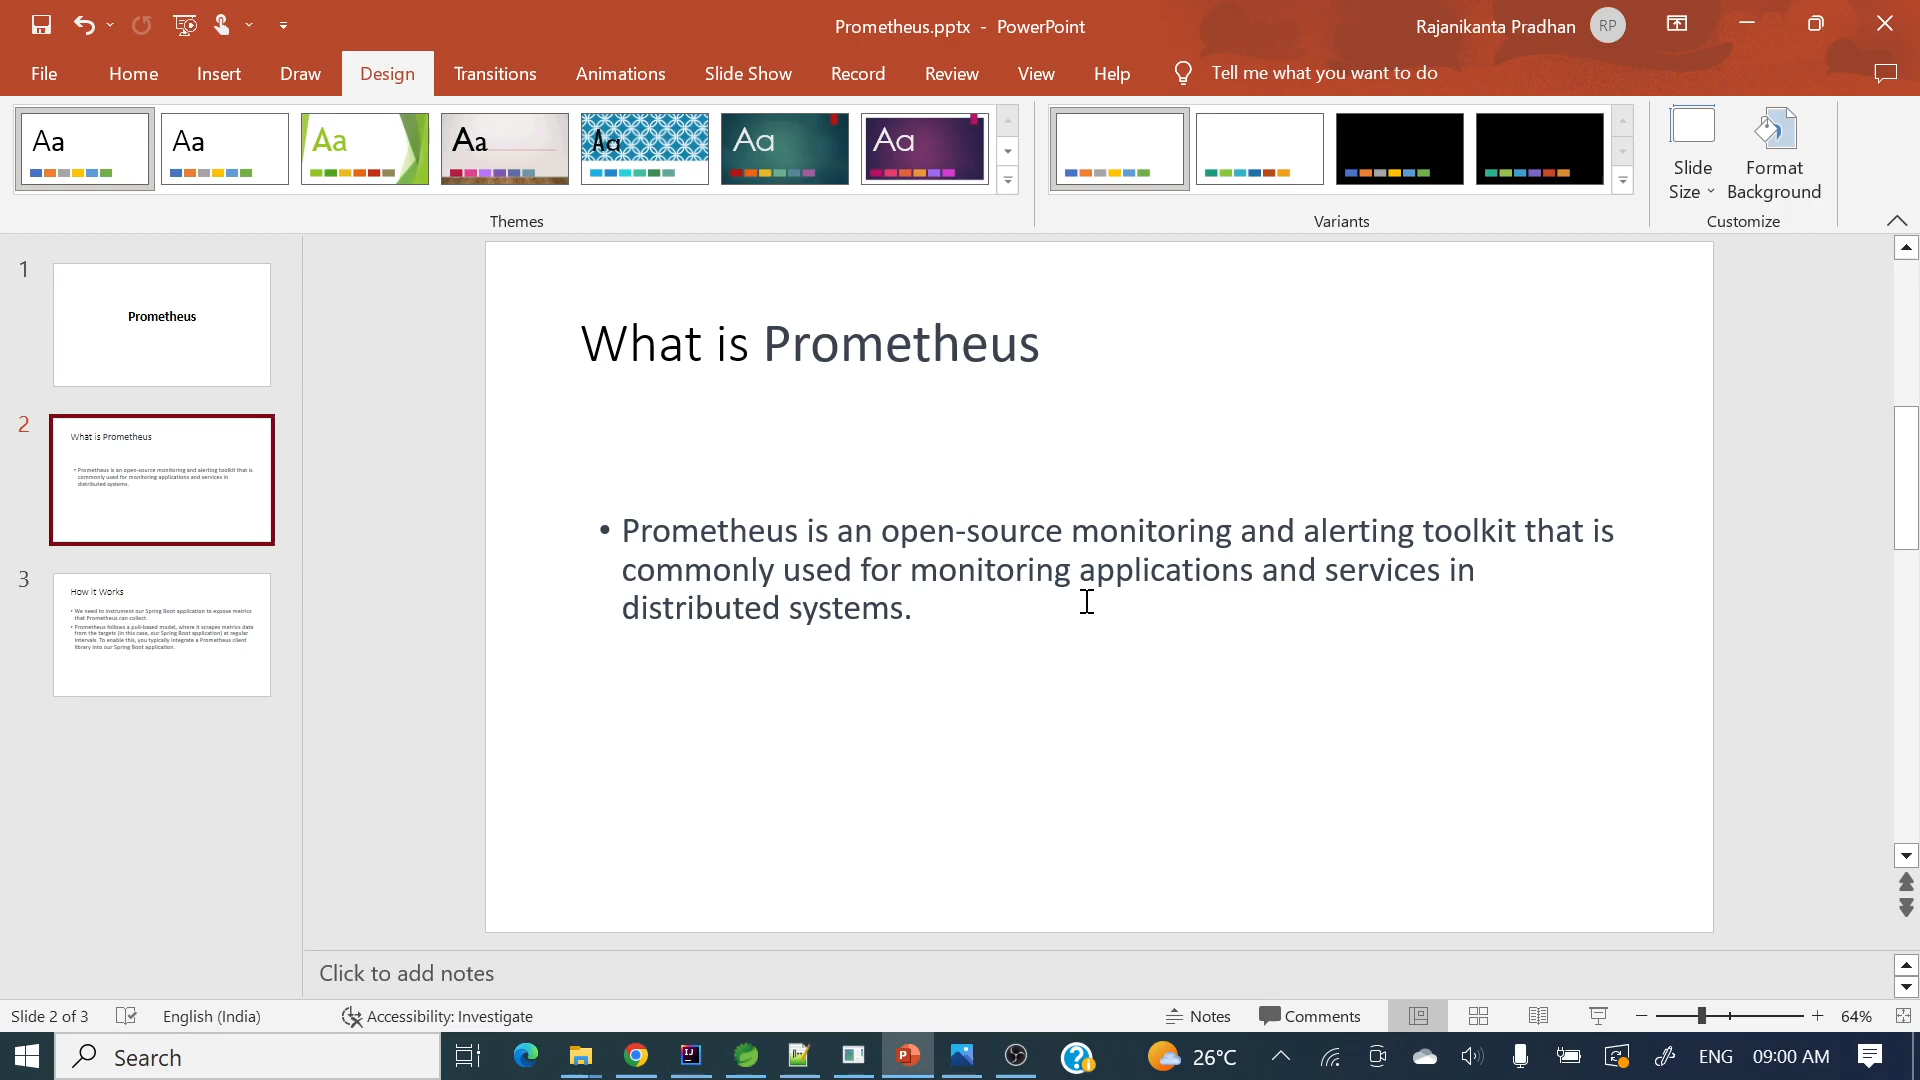 Prometheus.pptx - PowerPoint
Rajanikanta Pradhan RP
File Home Insert Draw Design Transitions Animations Slide Show Record Review View Help Tell me what you want to do
Aa Aa Aa Aa Aa Aa Aa
Slide Size
Format Background
Themes
Variants
Customize
1
Prometheus
2
What is Prometheus
• Prometheus is an open-source monitoring and alerting toolkit that is
commonly used for monitoring applications and services in
distributed systems.
3
How it Works
• We need to instrument our Spring Boot application to expose metrics
that Prometheus can collect.
• Prometheus follows a pull-based model, where it scrapes metrics data
from the targets (in this case, our Spring Boot application) at regular
intervals. To enable this, you typically integrate a Prometheus client
library into our Spring Boot application.
What is Prometheus
• Prometheus is an open-source monitoring and alerting toolkit that is
commonly used for monitoring applications and services in
distributed systems.
Click to add notes
Slide 2 of 3 English (India) Accessibility: Investigate Notes Comments 64%
Search 26°C ENG 09:00 AM